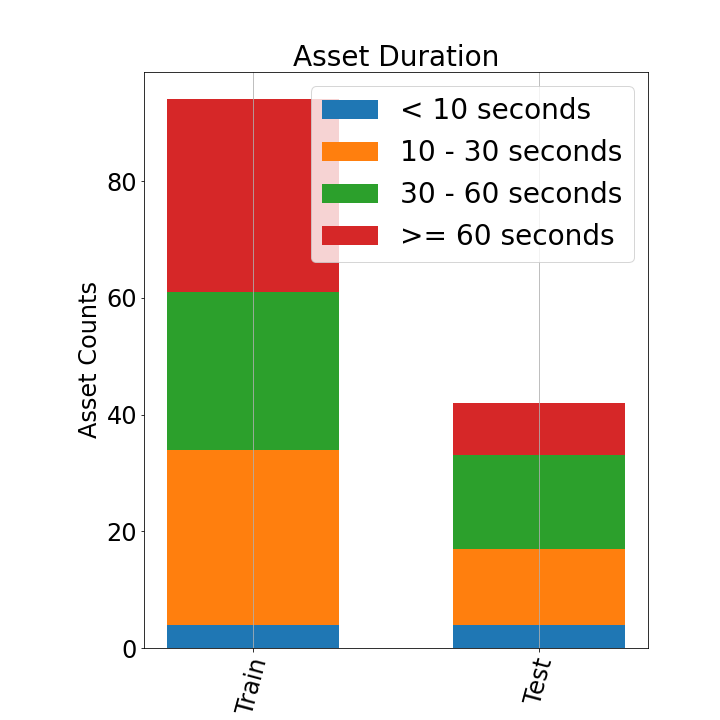 Asset Duration
< 10 seconds
10 - 30 seconds
30 - 60 seconds
>= 60 seconds
Asset Counts
80
60
40
20
0
Train
Test